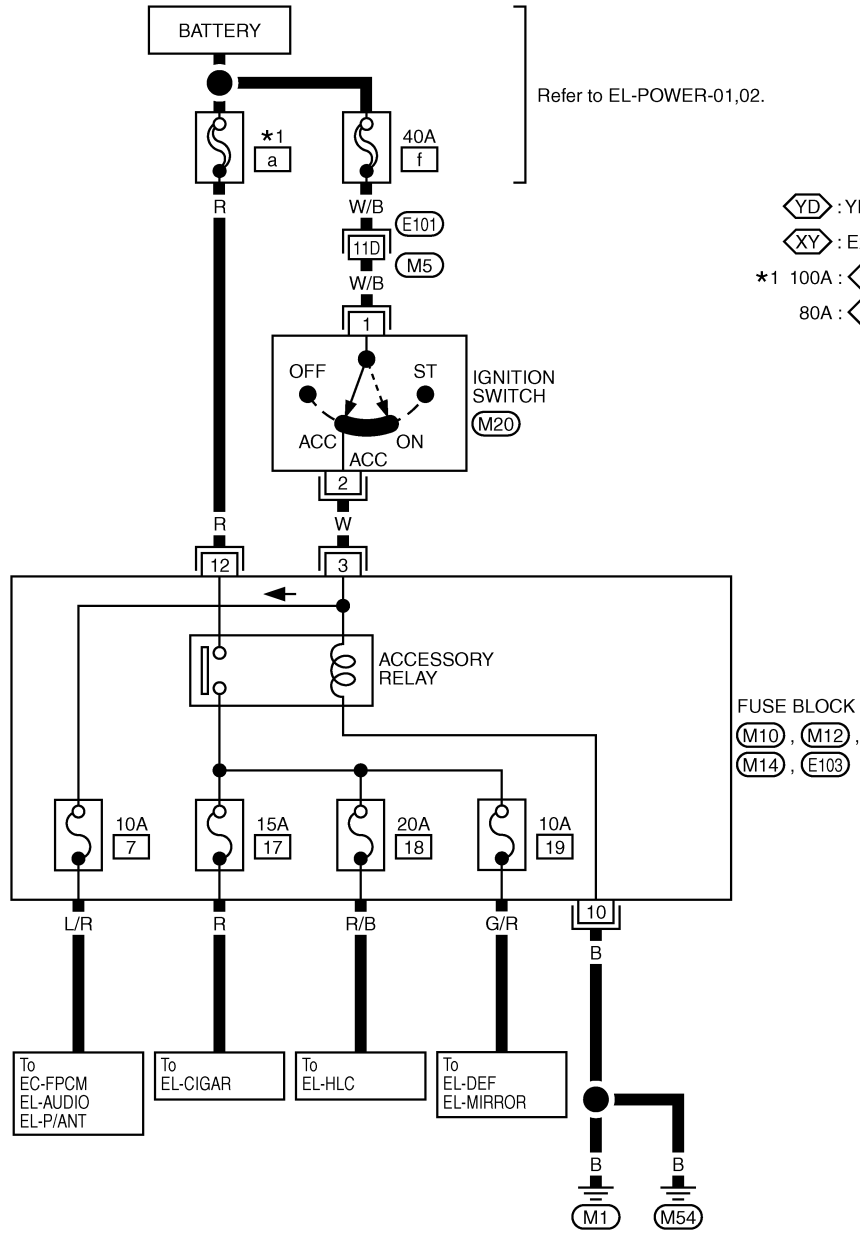 BATTERY
Refer to EL-POWER-01,02.
*1
a
40A
f
R
W/B
E101
11D
M5
W/B
YD : Y
XY : E
*1 100A :
80A :
1
OFF
ST
IGNITION
SWITCH
M20
ACC
ON
ACC
2
R
W
12
3
ACCESSORY
RELAY
FUSE BLOCK
M10 , M12 ,
M14 , E103
10A
7
15A
17
20A
18
10A
19
10
L/R
R
R/B
G/R
B
To
EC-FPCM
EL-AUDIO
EL-P/ANT
To
EL-CIGAR
To
EL-HLC
To
EL-DEF
EL-MIRROR
B
B
M1
M54